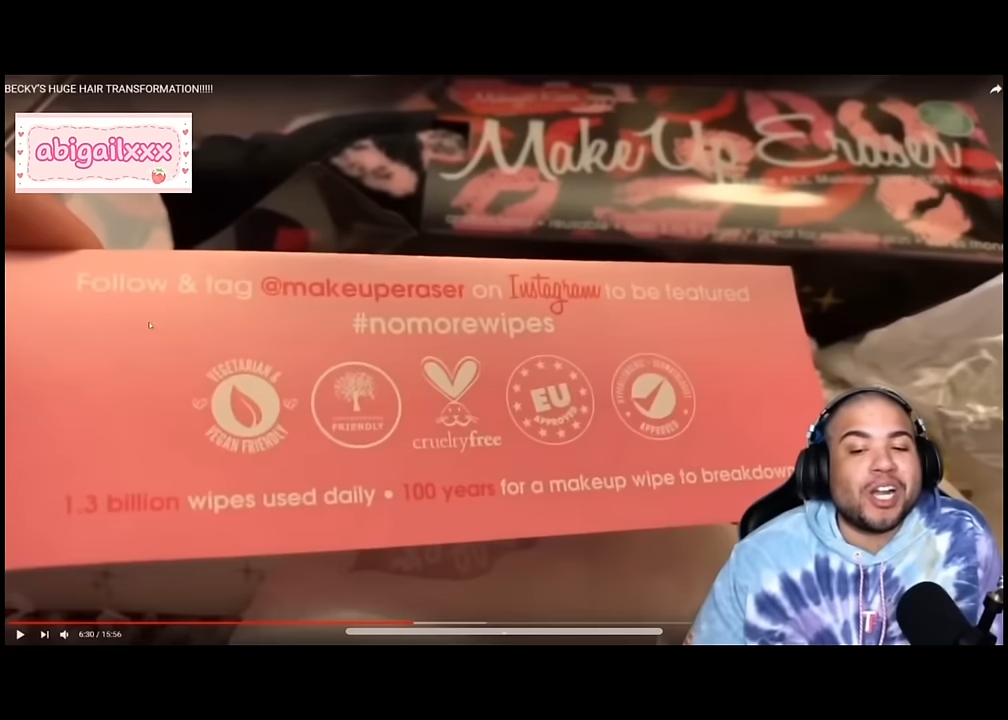 BECKY'S HUGE HAIR TRANSFORMATION!!!!!
abigailxxx
MakeUp Eraser
Follow & tag @makeuperaser on Instagram to be featured
#nomorewipes
VEGETARIAN &
VEGAN FRIENDLY
FRIENDLY
crueltyfree
EU
APPROVED
APPROVED
1.3 billion wipes used daily • 100 years for a makeup wipe to breakdown
6:30 / 15:56